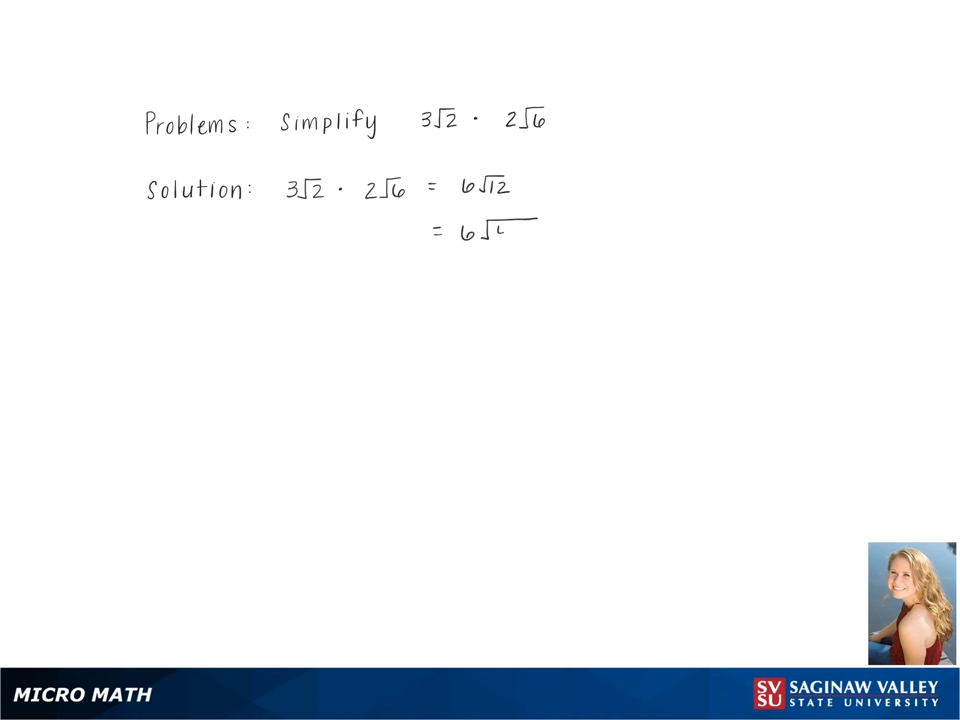 Problems: Simplify 3√2 · 2√6
Solution: 3√2 · 2√6 = 6√12
= 6√
MICRO MATH
SV SU SAGINAW VALLEY
STATE UNIVERSITY